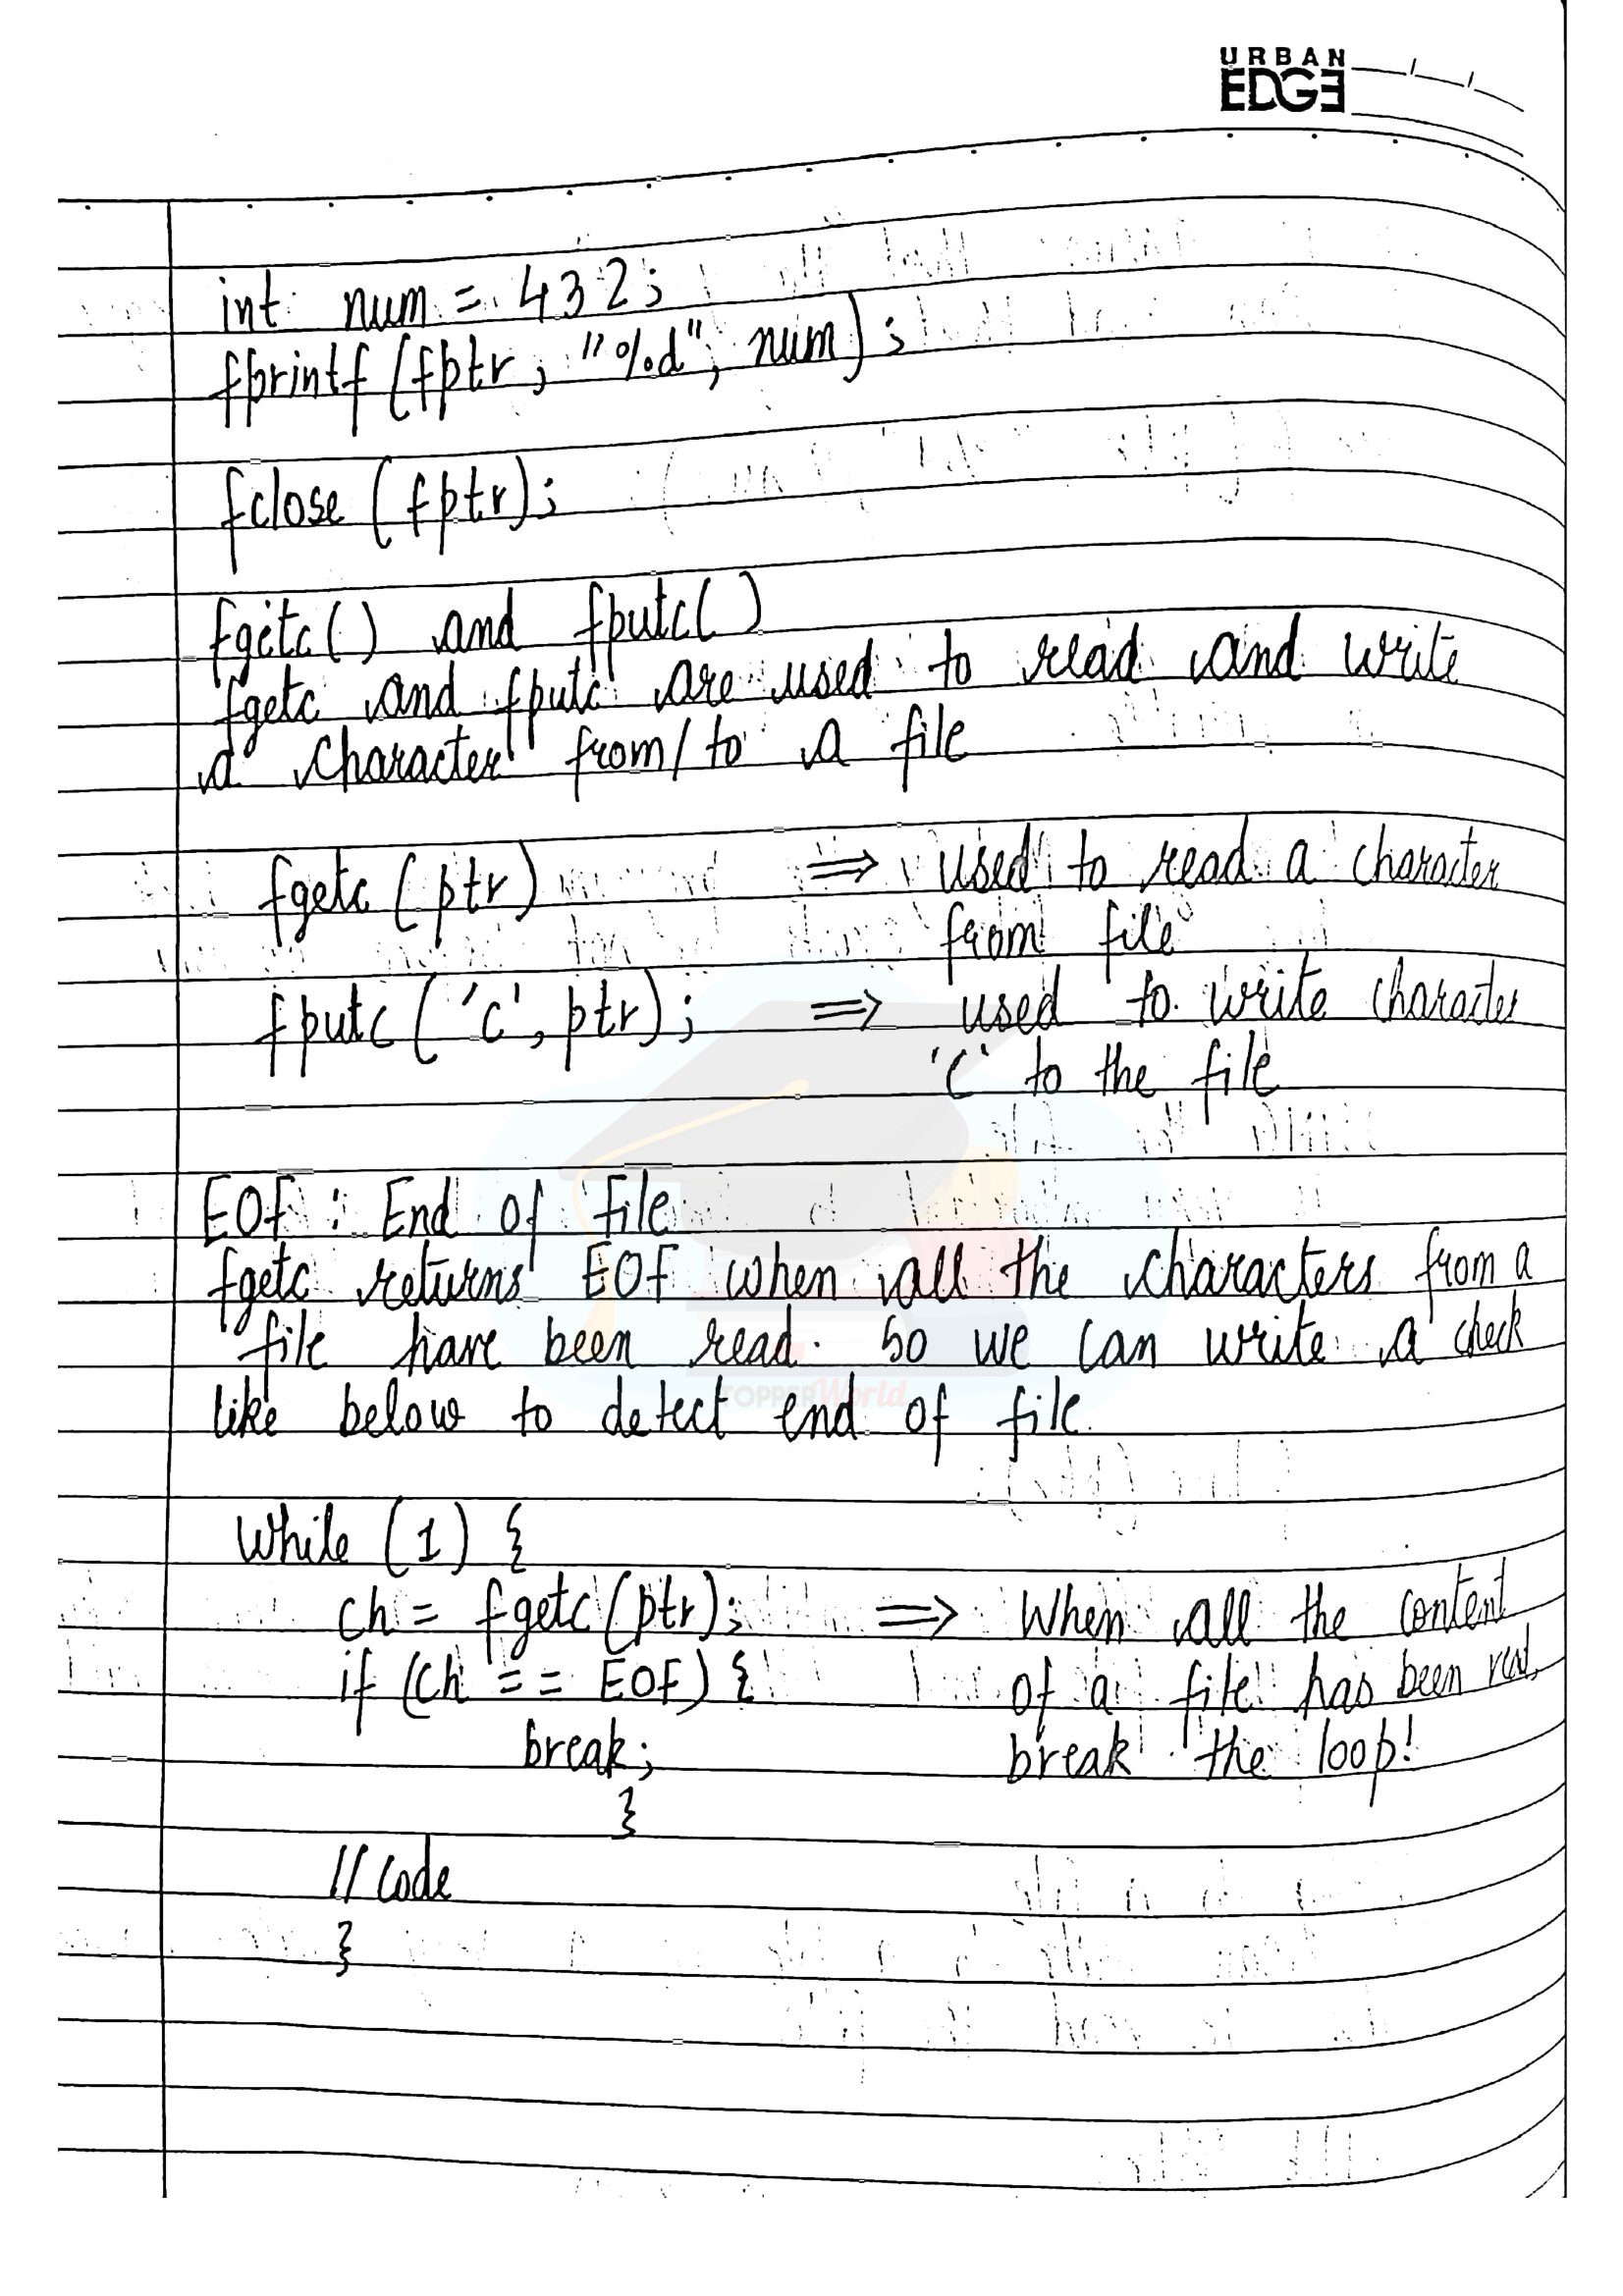 URBAN
EDGE
int num = 432;
fprintf (fptr, "%d", num);
fclose (fptr);
fgetc() and fputc()
fgetc and fputc are used to read and write
a character from/to a file
fgetc (ptr) ⇒ used to read a character
from file
fputc ('c', ptr); ⇒ used to write character
'c' to the file
EOF : End of File
fgetc returns EOF when all the characters from a
file have been read. So we can write a check
like below to detect end of file
TOPPERWorld
While (1) {
ch = fgetc (ptr); ⇒ When all the content
if (ch == EOF) { of a file has been read,
break; break the loop!
}
// Code
}